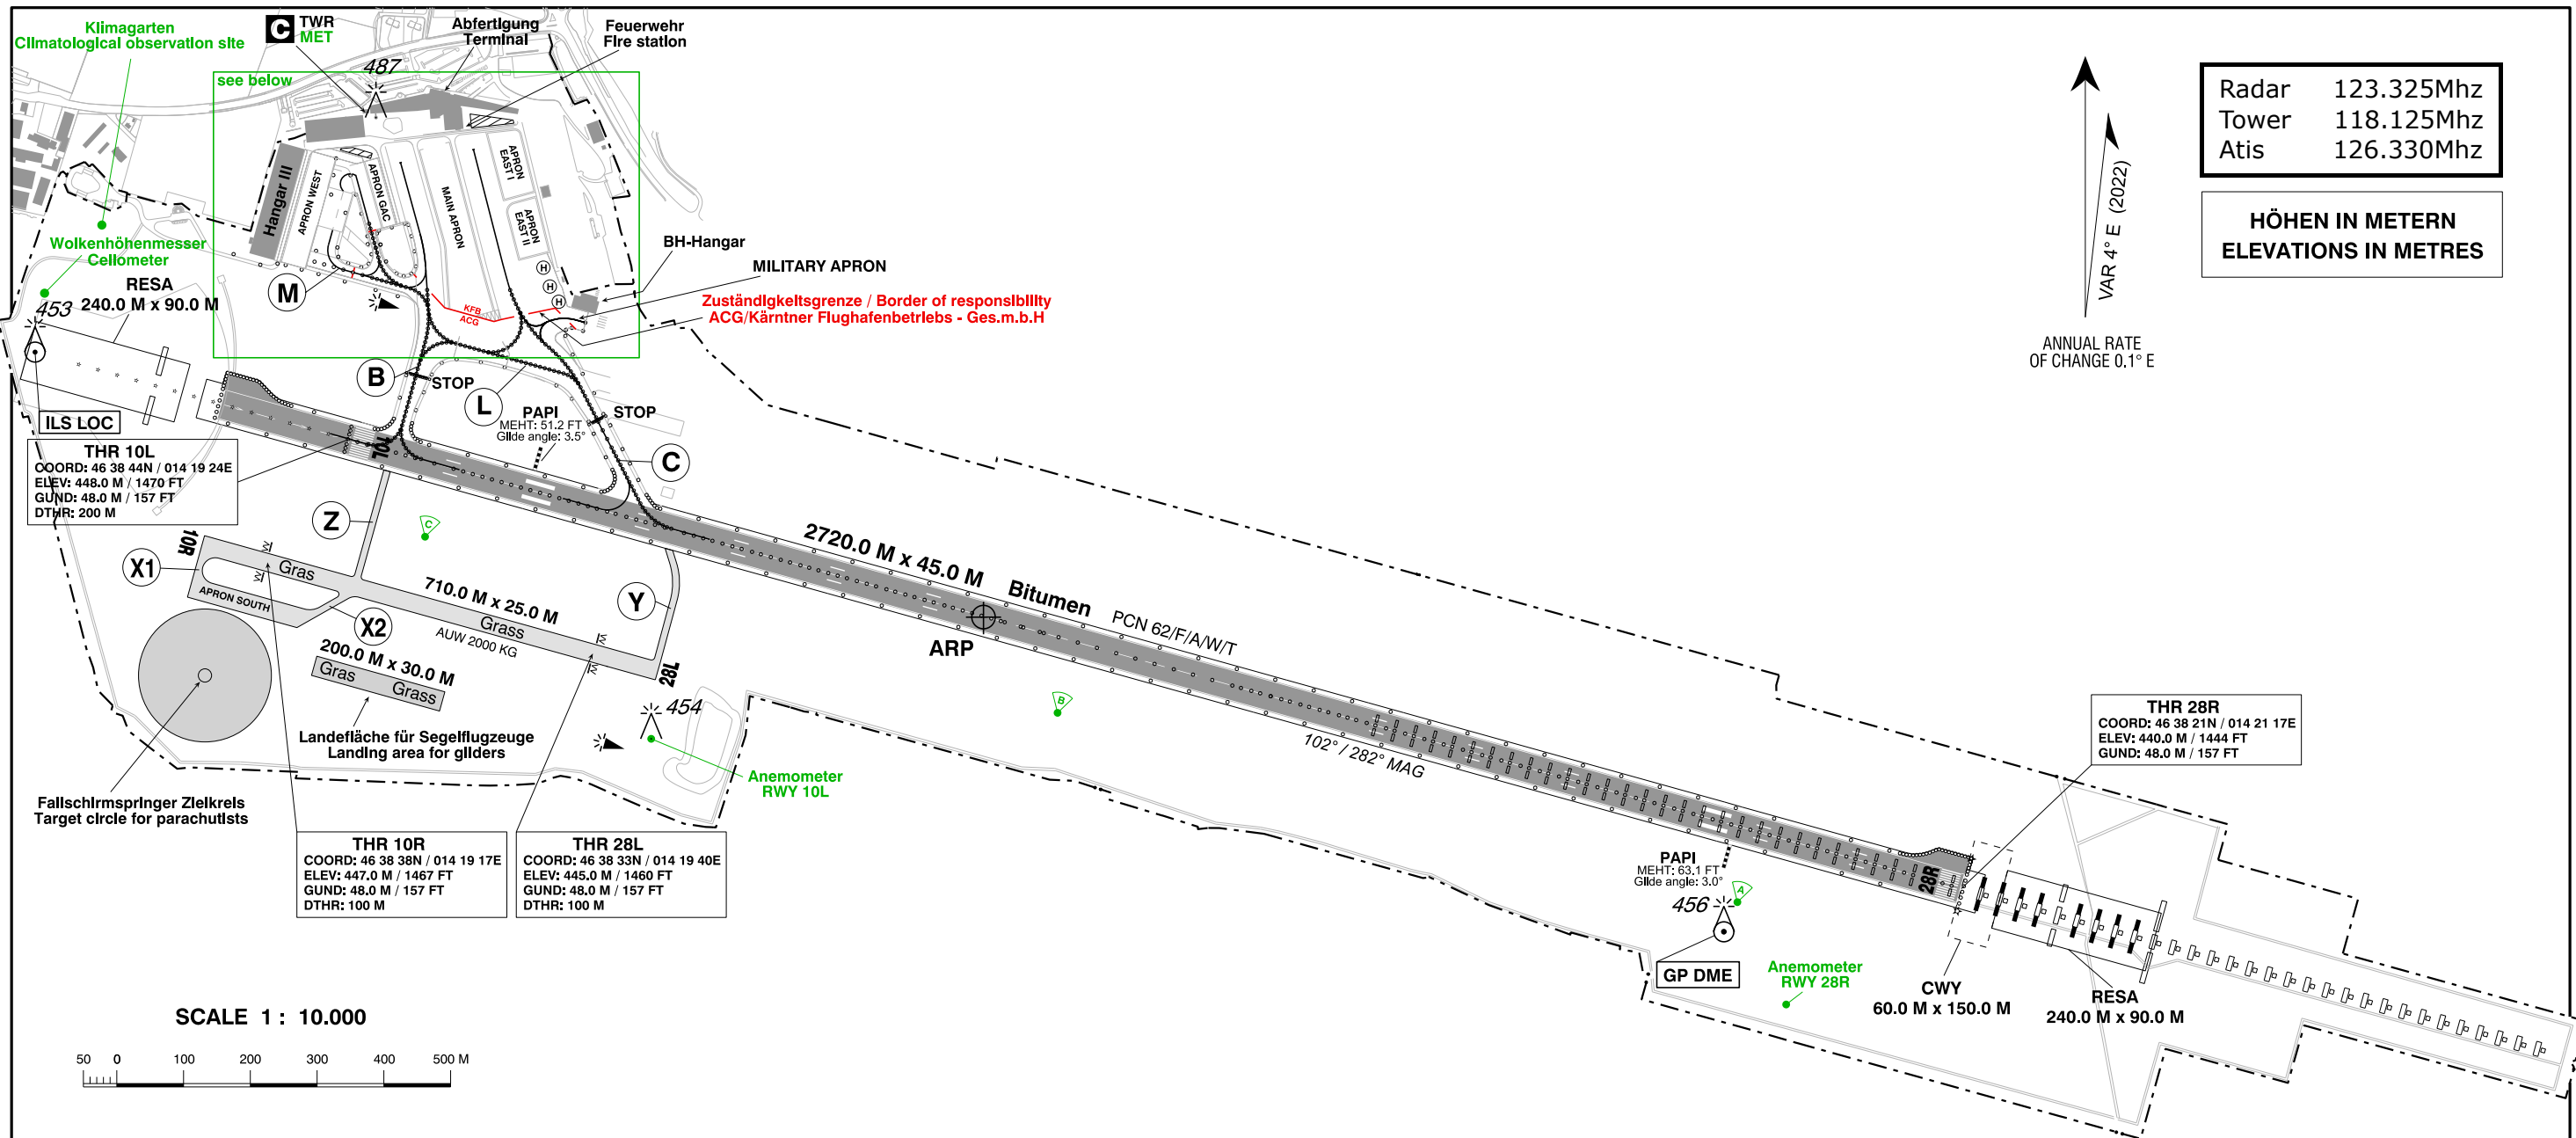 Klimagarten
Climatological observation site
C TWR
MET
Abfertigung
Terminal
Feuerwehr
Fire station
487
see below
Radar 123.325Mhz
Tower 118.125Mhz
Atis 126.330Mhz
HÖHEN IN METERN
ELEVATIONS IN METRES
VAR 4° E (2022)
ANNUAL RATE
OF CHANGE 0.1° E
Hangar III
APRON WEST
APRON GAC
MAIN APRON
APRON
EAST I
APRON
EAST II
H
H
H
BH-Hangar
MILITARY APRON
Zuständigkeitsgrenze / Border of responsibility
ACG/Kärntner Flughafenbetriebs - Ges.m.b.H
KFB
ACG
Wolkenhöhenmesser
Ceilometer
RESA
240.0 M x 90.0 M
453
M
B
STOP
L
STOP
PAPI
MEHT: 51.2 FT
Glide angle: 3.5°
C
ILS LOC
THR 10L
COORD: 46 38 44N / 014 19 24E
ELEV: 448.0 M / 1470 FT
GUND: 48.0 M / 157 FT
DTHR: 200 M
10L
Z
C
10R
X1
Gras
APRON SOUTH
X2
710.0 M x 25.0 M
Grass
AUW 2000 KG
Y
200.0 M x 30.0 M
Gras Grass
28L
2720.0 M x 45.0 M Bitumen
PCN 62/F/A/W/T
ARP
B
102° / 282° MAG
454
Landefläche für Segelflugzeuge
Landing area for gliders
Anemometer
RWY 10L
Fallschirmspringer Zielkreis
Target circle for parachutists
THR 10R
COORD: 46 38 38N / 014 19 17E
ELEV: 447.0 M / 1467 FT
GUND: 48.0 M / 157 FT
DTHR: 100 M
THR 28L
COORD: 46 38 33N / 014 19 40E
ELEV: 445.0 M / 1460 FT
GUND: 48.0 M / 157 FT
DTHR: 100 M
THR 28R
COORD: 46 38 21N / 014 21 17E
ELEV: 440.0 M / 1444 FT
GUND: 48.0 M / 157 FT
PAPI
MEHT: 63.1 FT
Glide angle: 3.0°
A
456
28R
GP DME
Anemometer
RWY 28R
CWY
60.0 M x 150.0 M
RESA
240.0 M x 90.0 M
SCALE 1 : 10.000
50 0 100 200 300 400 500 M